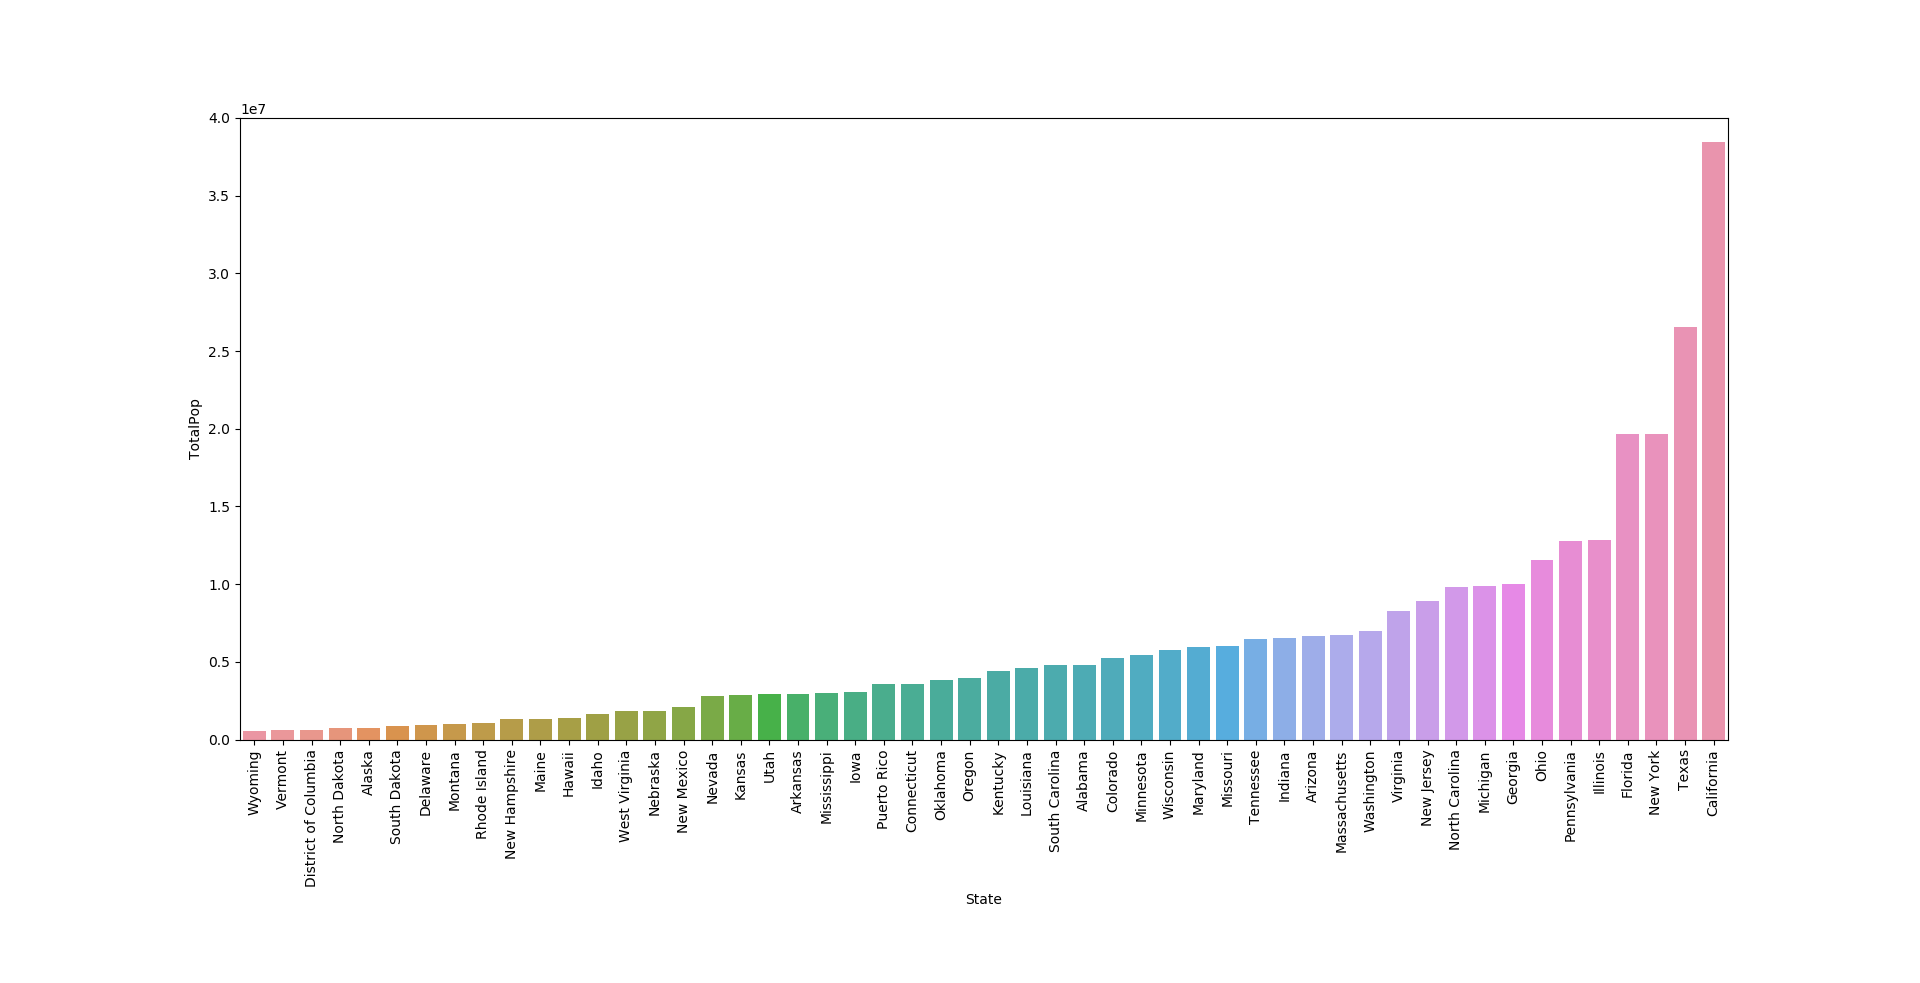 1e7
4.0
3.5
3.0
2.5
2.0
1.5
1.0
0.5
0.0
TotalPop
Wyoming
Vermont
District of Columbia
North Dakota
Alaska
South Dakota
Delaware
Montana
Rhode Island
New Hampshire
Maine
Hawaii
Idaho
West Virginia
Nebraska
New Mexico
Nevada
Kansas
Utah
Arkansas
Mississippi
Iowa
Puerto Rico
Connecticut
Oklahoma
Oregon
Kentucky
Louisiana
South Carolina
Alabama
Colorado
Minnesota
Wisconsin
Maryland
Missouri
Tennessee
Indiana
Arizona
Massachusetts
Washington
Virginia
New Jersey
North Carolina
Michigan
Georgia
Ohio
Pennsylvania
Illinois
Florida
New York
Texas
California
State